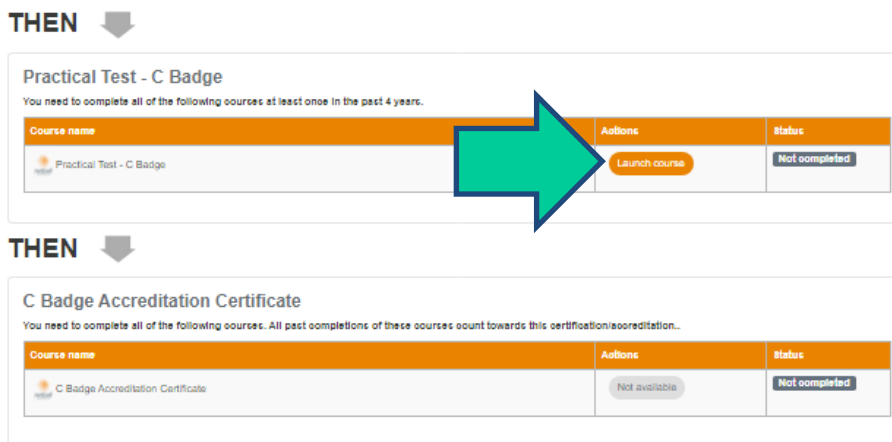 THEN
Practical Test - C Badge
You need to complete all of the following courses at least once in the past 4 years.
Course name Actions Status
Practical Test - C Badge Launch course Not completed
THEN
C Badge Accreditation Certificate
You need to complete all of the following courses. All past completions of these courses count towards this certification/accreditation..
Course name Actions Status
C Badge Accreditation Certificate Not available Not completed